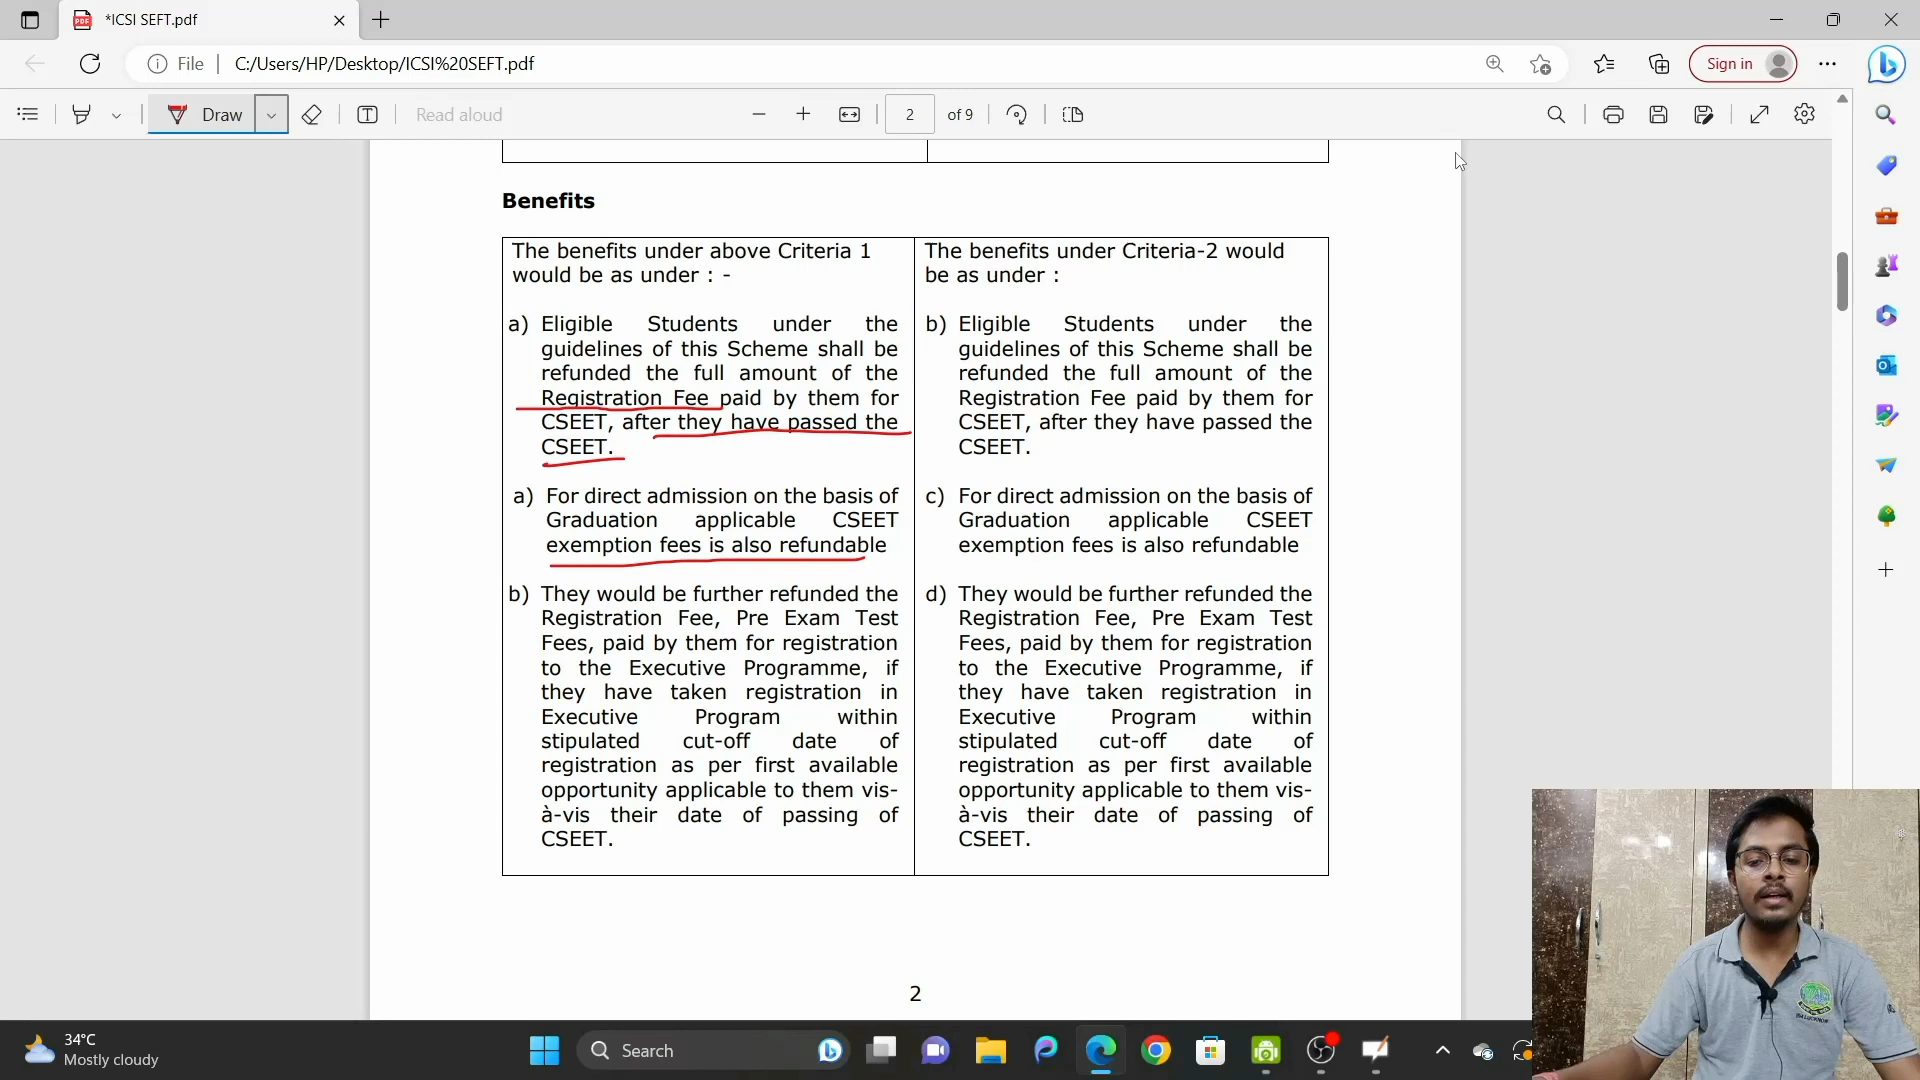 *ICSI SEFT.pdf
File
C:/Users/HP/Desktop/ICSI%20SEFT.pdf
Sign in
Draw
Read aloud
2
of 9
Benefits
The benefits under above Criteria 1
would be as under : -
a) Eligible Students under the
guidelines of this Scheme shall be
refunded the full amount of the
Registration Fee paid by them for
CSEET, after they have passed the
CSEET.
a) For direct admission on the basis of
Graduation applicable CSEET
exemption fees is also refundable
b) They would be further refunded the
Registration Fee, Pre Exam Test
Fees, paid by them for registration
to the Executive Programme, if
they have taken registration in
Executive Program within
stipulated cut-off date of
registration as per first available
opportunity applicable to them vis-
à-vis their date of passing of
CSEET.
The benefits under Criteria-2 would
be as under :
b) Eligible Students under the
guidelines of this Scheme shall be
refunded the full amount of the
Registration Fee paid by them for
CSEET, after they have passed the
CSEET.
c) For direct admission on the basis of
Graduation applicable CSEET
exemption fees is also refundable
d) They would be further refunded the
Registration Fee, Pre Exam Test
Fees, paid by them for registration
to the Executive Programme, if
they have taken registration in
Executive Program within
stipulated cut-off date of
registration as per first available
opportunity applicable to them vis-
à-vis their date of passing of
CSEET.
2
34°C
Mostly cloudy
Search